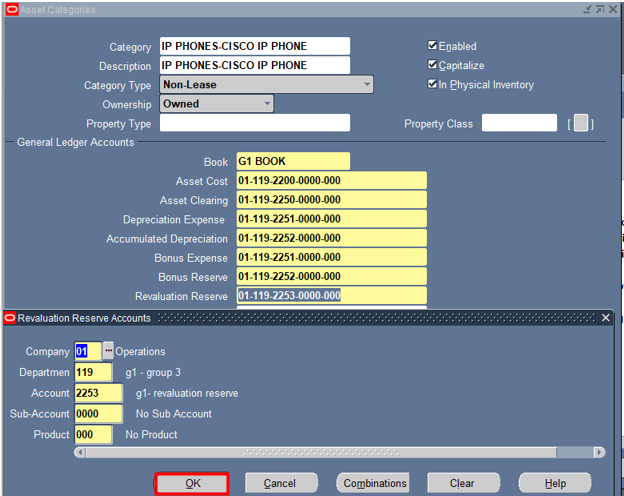 Asset Categories
Category IP PHONES-CISCO IP PHONE Enabled
Description IP PHONES-CISCO IP PHONE Capitalize
Category Type Non-Lease In Physical Inventory
Ownership Owned
Property Type Property Class [ ]
General Ledger Accounts
Book G1 BOOK
Asset Cost 01-119-2200-0000-000
Asset Clearing 01-119-2250-0000-000
Depreciation Expense 01-119-2251-0000-000
Accumulated Depreciation 01-119-2252-0000-000
Bonus Expense 01-119-2251-0000-000
Bonus Reserve 01-119-2252-0000-000
Revaluation Reserve 01-119-2253-0000-000
Revaluation Reserve Accounts
Company 01 ... Operations
Departmen 119 g1 - group 3
Account 2253 g1- revaluation reserve
Sub-Account 0000 No Sub Account
Product 000 No Product
OK Cancel Combinations Clear Help